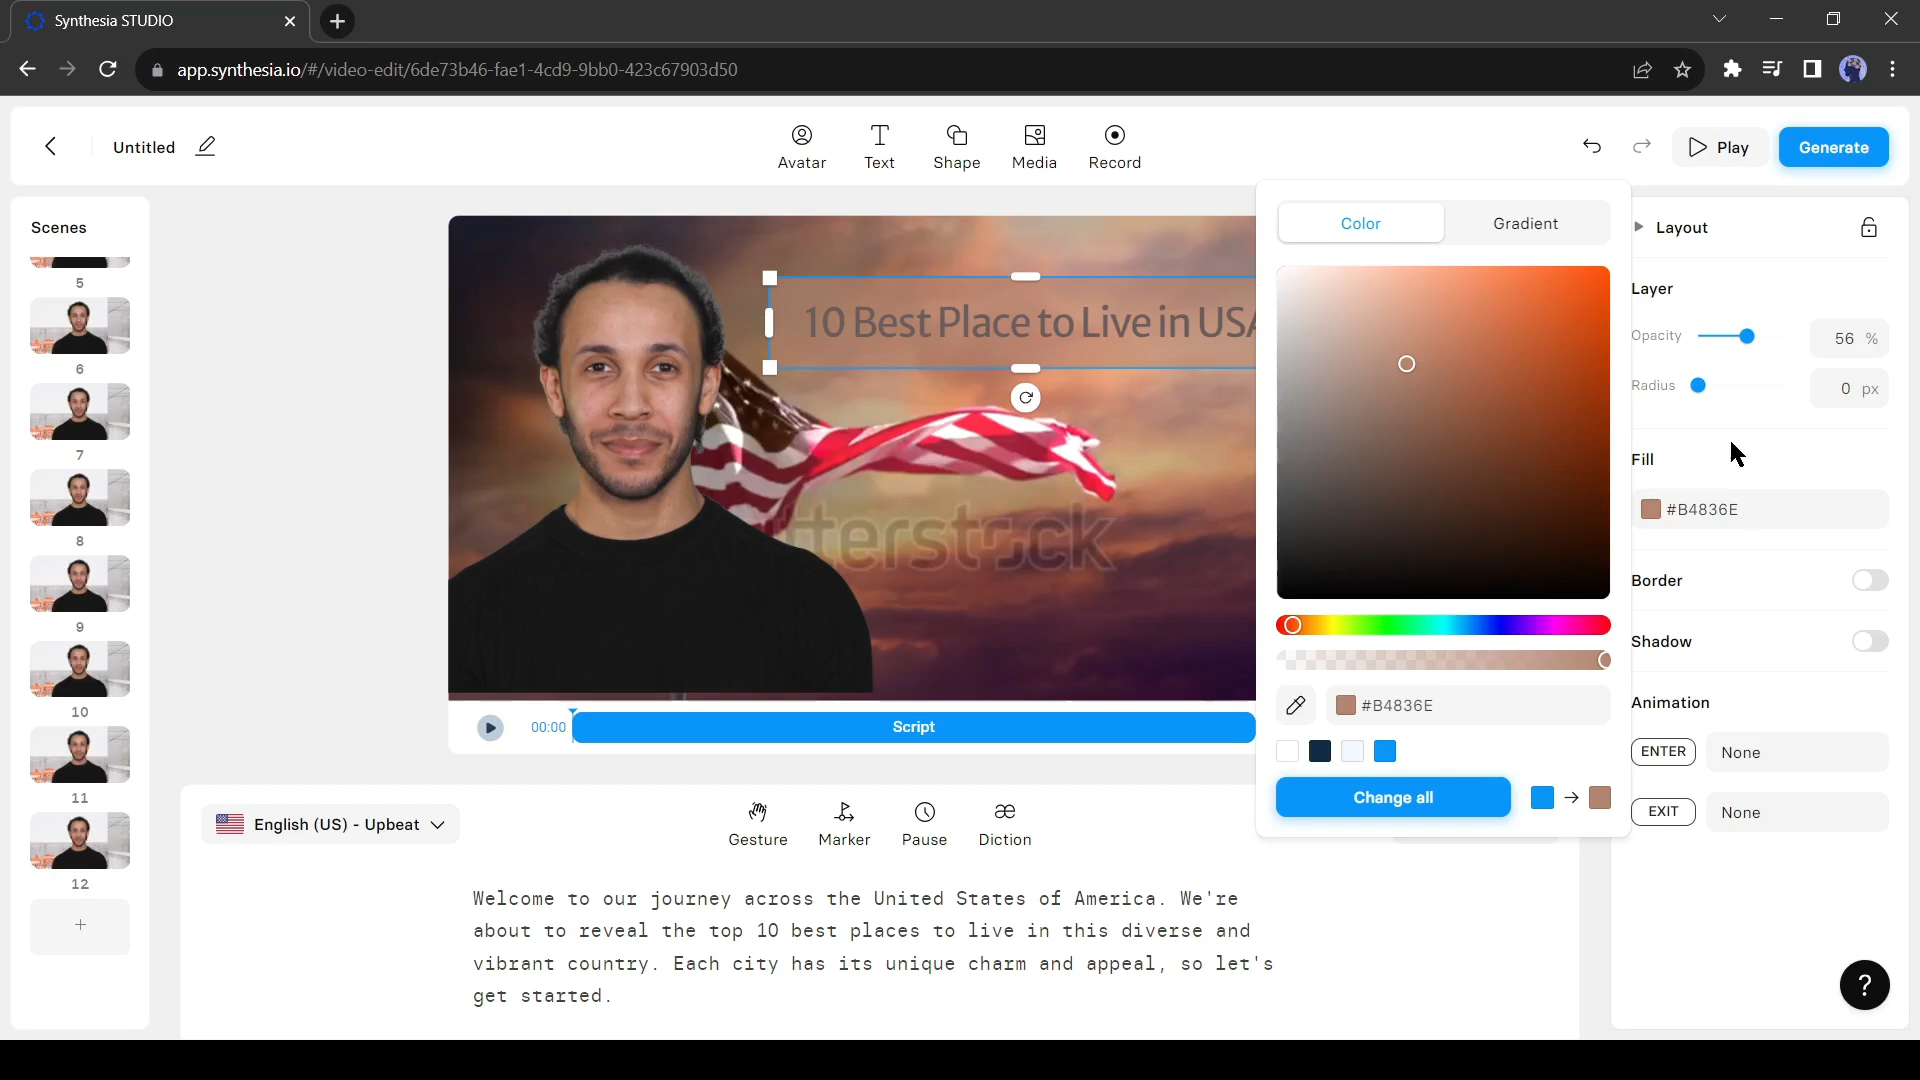 Synthesia STUDIO
app.synthesia.io/#/video-edit/6de73b46-fae1-4cd9-9bb0-423c67903d50
Untitled
Avatar
Text
Shape
Media
Record
Play
Generate
Scenes
5
6
7
8
9
10
11
12
+
10 Best Place to Live in USA
terstock
00:00
Script
Color
Gradient
#B4836E
Change all
Layout
Layer
Opacity
56 %
Radius
0 px
Fill
#B4836E
Border
Shadow
Animation
ENTER
None
EXIT
None
English (US) - Upbeat
Gesture
Marker
Pause
Diction
Welcome to our journey across the United States of America. We're
about to reveal the top 10 best places to live in this diverse and
vibrant country. Each city has its unique charm and appeal, so let's
get started.
?